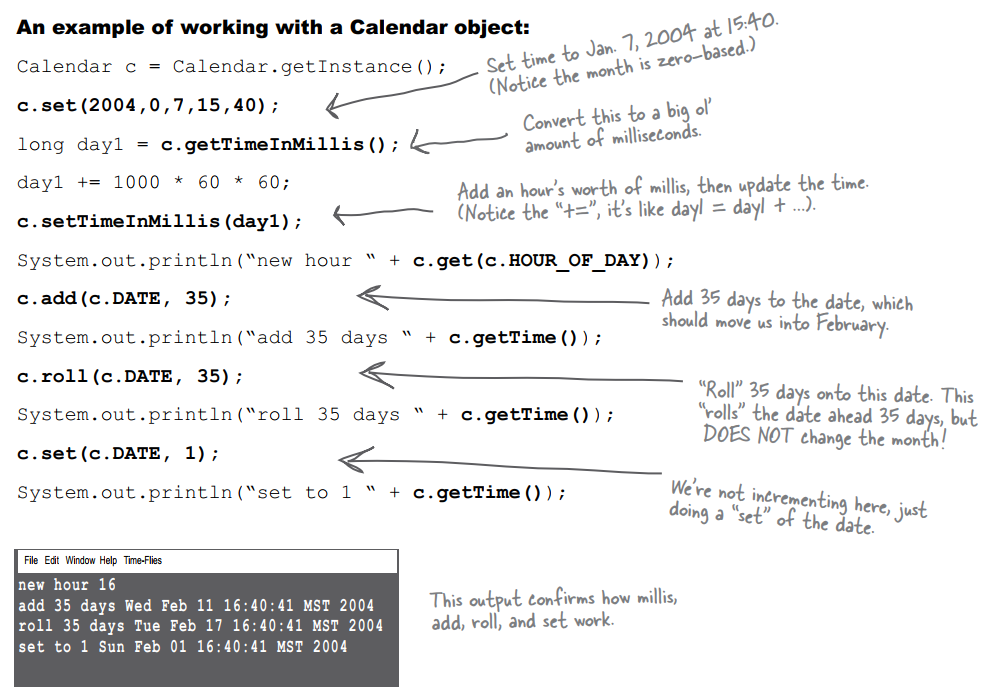 An example of working with a Calendar object:
Calendar c = Calendar.getInstance();
Set time to Jan. 7, 2004 at 15:40.
(Notice the month is zero-based.)
c.set(2004,0,7,15,40);
Convert this to a big ol'
amount of milliseconds.
long day1 = c.getTimeInMillis();
day1 += 1000 * 60 * 60;
Add an hour's worth of millis, then update the time.
(Notice the "+=", it's like day1 = day1 + ...).
c.setTimeInMillis(day1);
System.out.println("new hour " + c.get(c.HOUR_OF_DAY));
c.add(c.DATE, 35);
Add 35 days to the date, which
should move us into February.
System.out.println("add 35 days " + c.getTime());
c.roll(c.DATE, 35);
"Roll" 35 days onto this date. This
"rolls" the date ahead 35 days, but
DOES NOT change the month!
System.out.println("roll 35 days " + c.getTime());
c.set(c.DATE, 1);
We're not incrementing here, just
doing a "set" of the date.
System.out.println("set to 1 " + c.getTime());
File Edit Window Help Time-Flies
new hour 16
add 35 days Wed Feb 11 16:40:41 MST 2004
roll 35 days Tue Feb 17 16:40:41 MST 2004
set to 1 Sun Feb 01 16:40:41 MST 2004
This output confirms how millis,
add, roll, and set work.